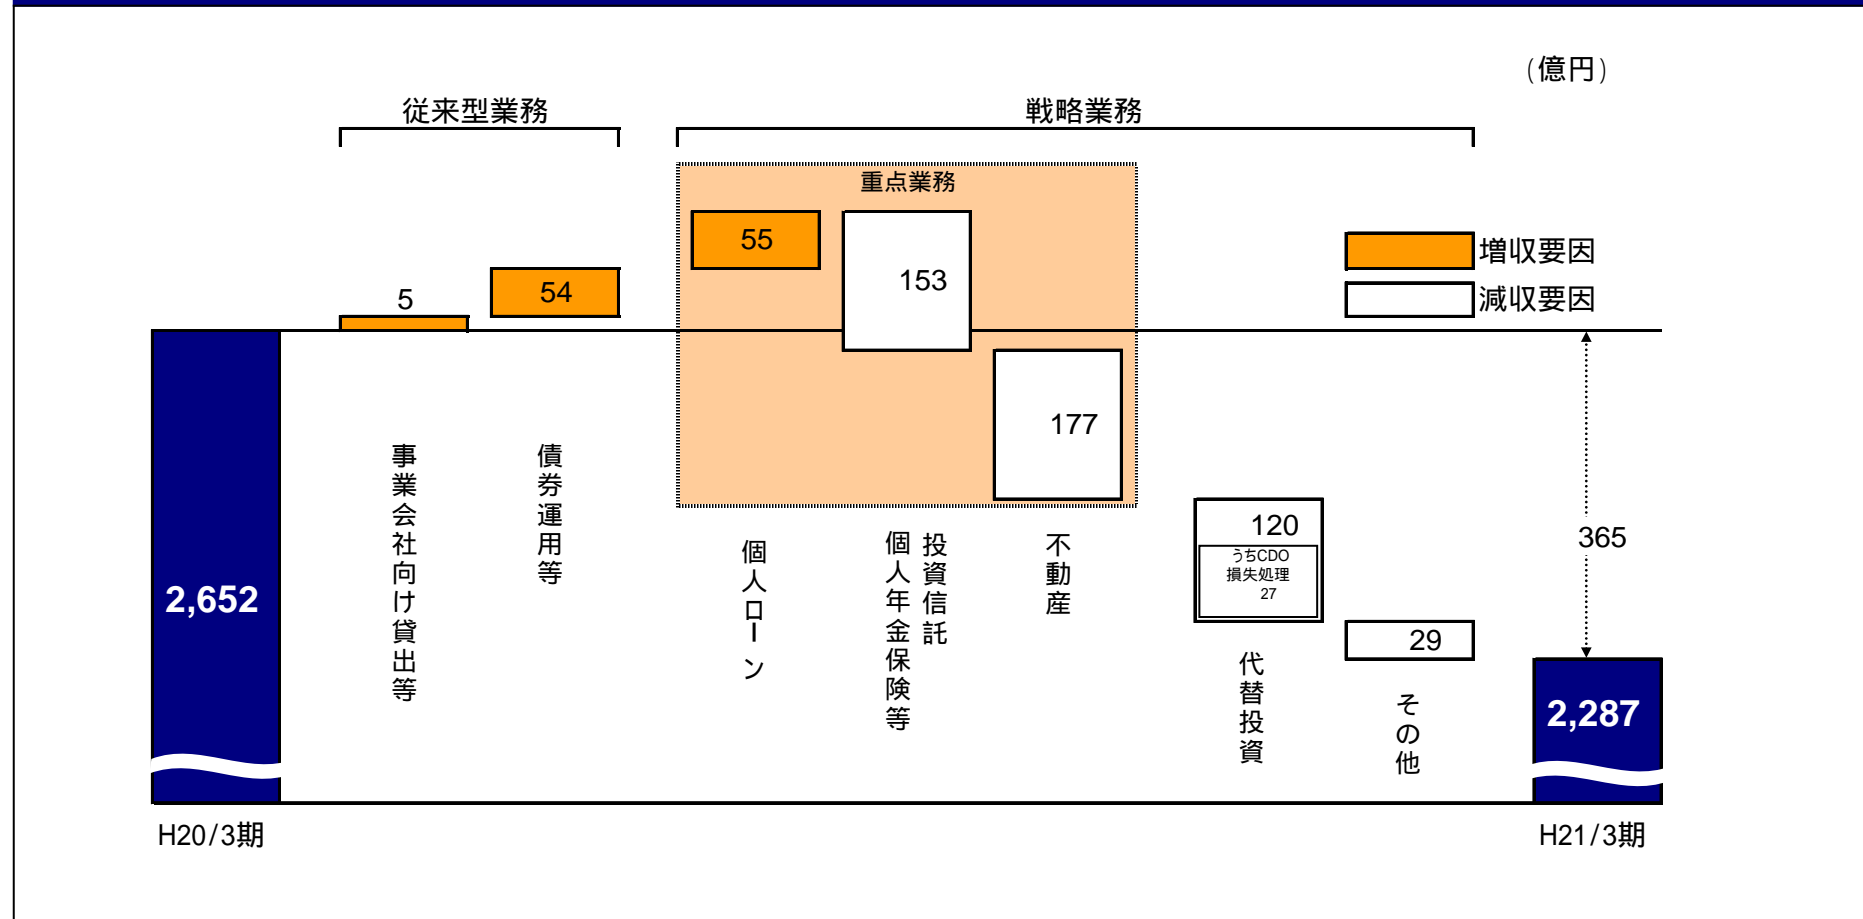 (億円)
従来型業務
戦略業務
重点業務
55
153
増収要因
5
54
減収要因
177
事業会社向け貸出等
債券運用等
120
うちCDO
損失処理
27
365
個人ローン
投資信託
個人年金保険等
不動産
2,652
29
代替投資
その他
2,287
H20/3期
H21/3期